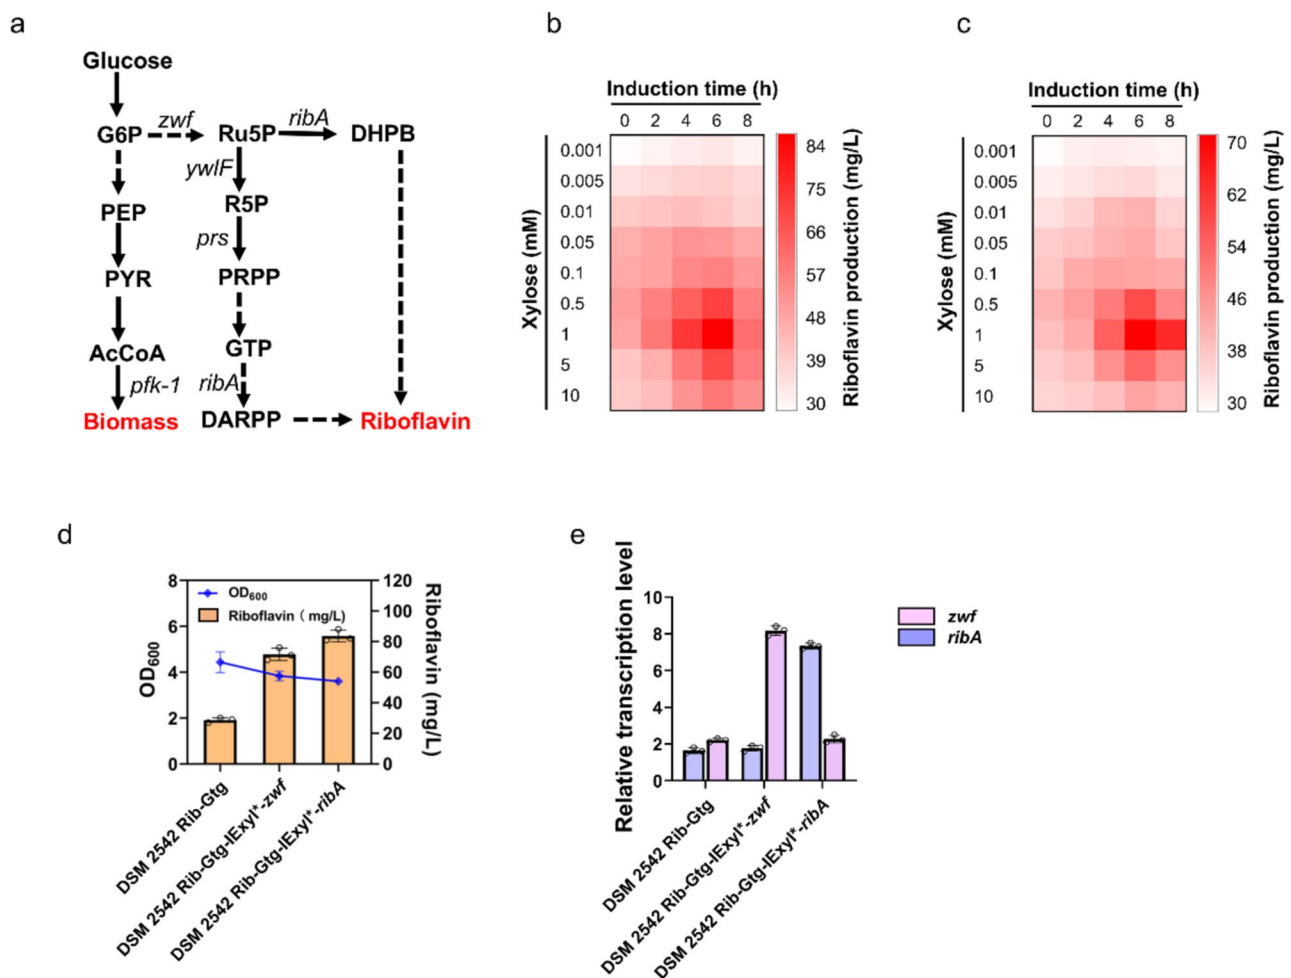 a
Glucose
G6P
zwf
Ru5P
ribA
DHPB
ywlF
PEP
R5P
prs
PYR
PRPP
AcCoA
GTP
pfk-1
ribA
Biomass
DARPP
Riboflavin
b
Induction time (h)
0 2 4 6 8
Xylose (mM)
0.001
0.005
0.01
0.05
0.1
0.5
1
5
10
84
75
66
57
48
39
30
Riboflavin production (mg/L)
c
Induction time (h)
0 2 4 6 8
Xylose (mM)
0.001
0.005
0.01
0.05
0.1
0.5
1
5
10
70
62
54
46
38
30
Riboflavin production (mg/L)
d
OD600
8
6
4
2
0
OD600
Riboflavin ( mg/L)
120
100
80
60
40
20
0
Riboflavin (mg/L)
DSM 2542 Rib-Gtg
DSM 2542 Rib-Gtg-IExyl*-zwf
DSM 2542 Rib-Gtg-IExyl*-ribA
e
Relative transcription level
10
8
6
4
2
0
zwf
ribA
DSM 2542 Rib-Gtg
DSM 2542 Rib-Gtg-IExyl*-zwf
DSM 2542 Rib-Gtg-IExyl*-ribA